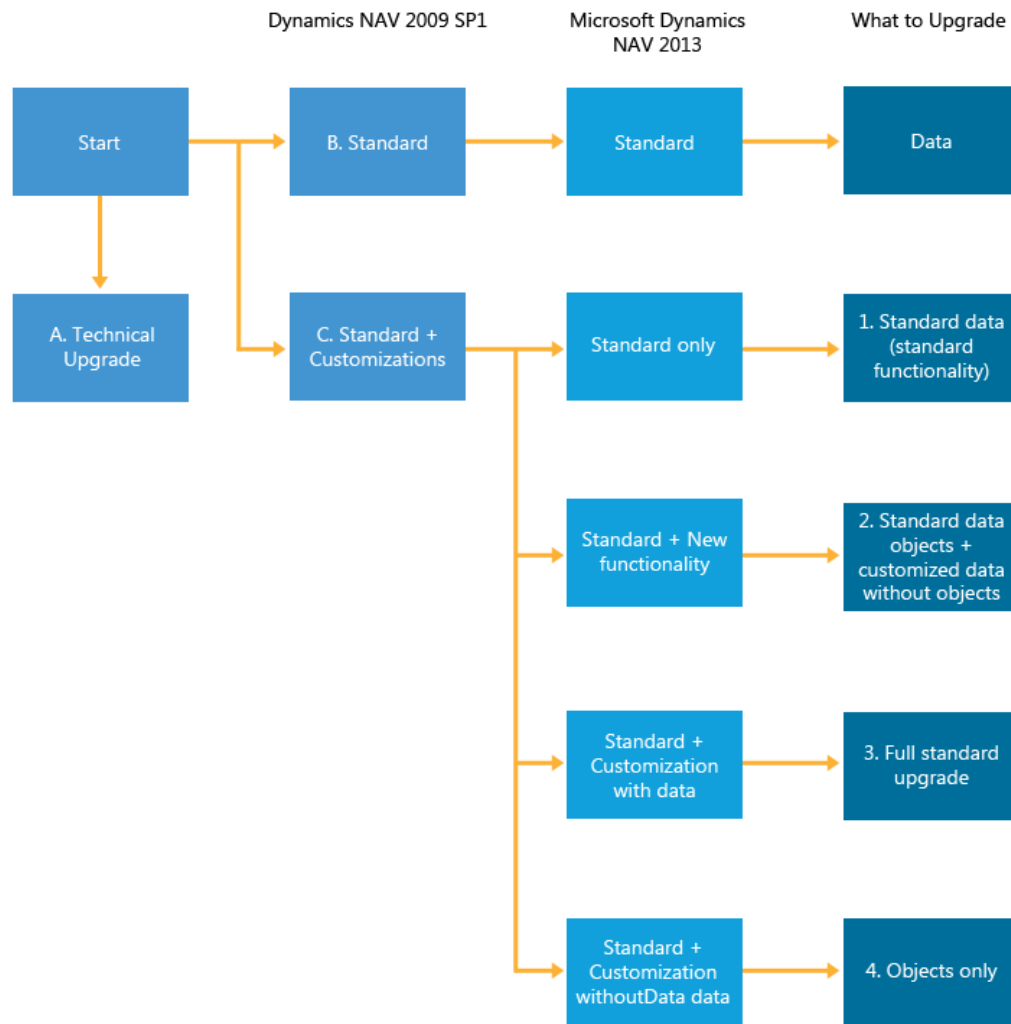 Dynamics NAV 2009 SP1
Microsoft Dynamics
NAV 2013
What to Upgrade
Start
B. Standard
Standard
Data
A. Technical
Upgrade
C. Standard +
Customizations
Standard only
1. Standard data
(standard
functionality)
Standard + New
functionality
2. Standard data
objects +
customized data
without objects
Standard +
Customization
with data
3. Full standard
upgrade
Standard +
Customization
withoutData data
4. Objects only